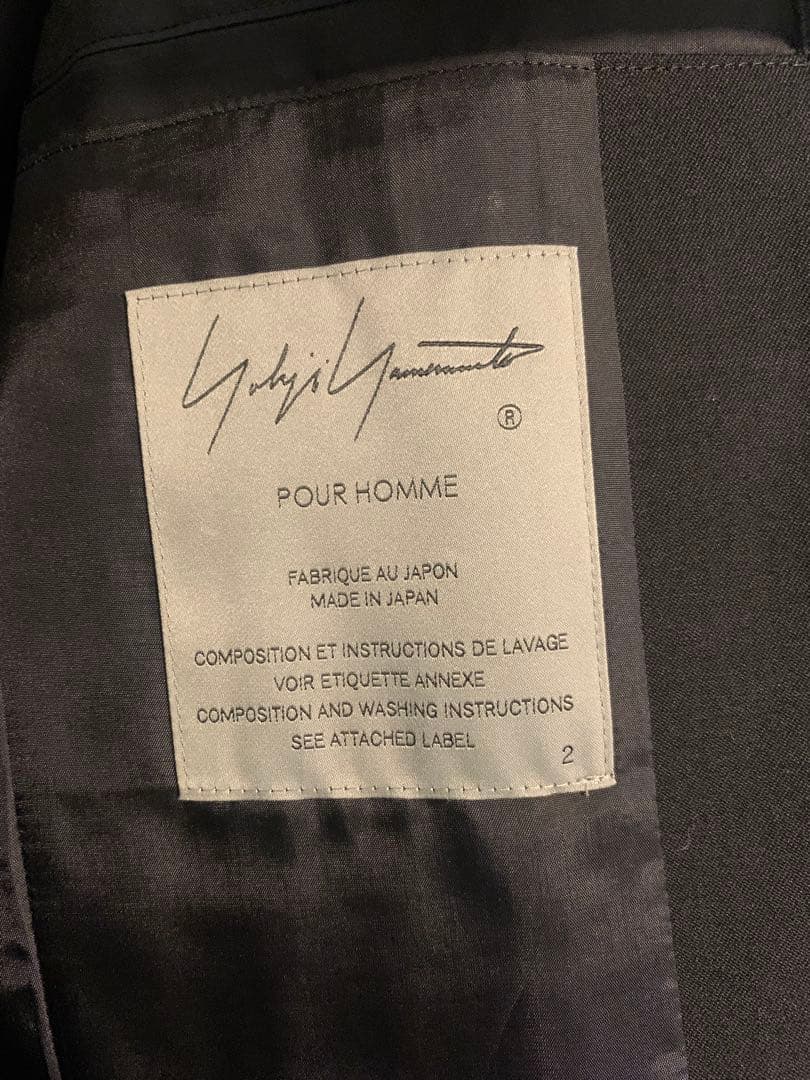 Yohji Yamamoto
®
POUR HOMME
FABRIQUE AU JAPON
MADE IN JAPAN
COMPOSITION ET INSTRUCTIONS DE LAVAGE
VOIR ETIQUETTE ANNEXE
COMPOSITION AND WASHING INSTRUCTIONS
SEE ATTACHED LABEL
2